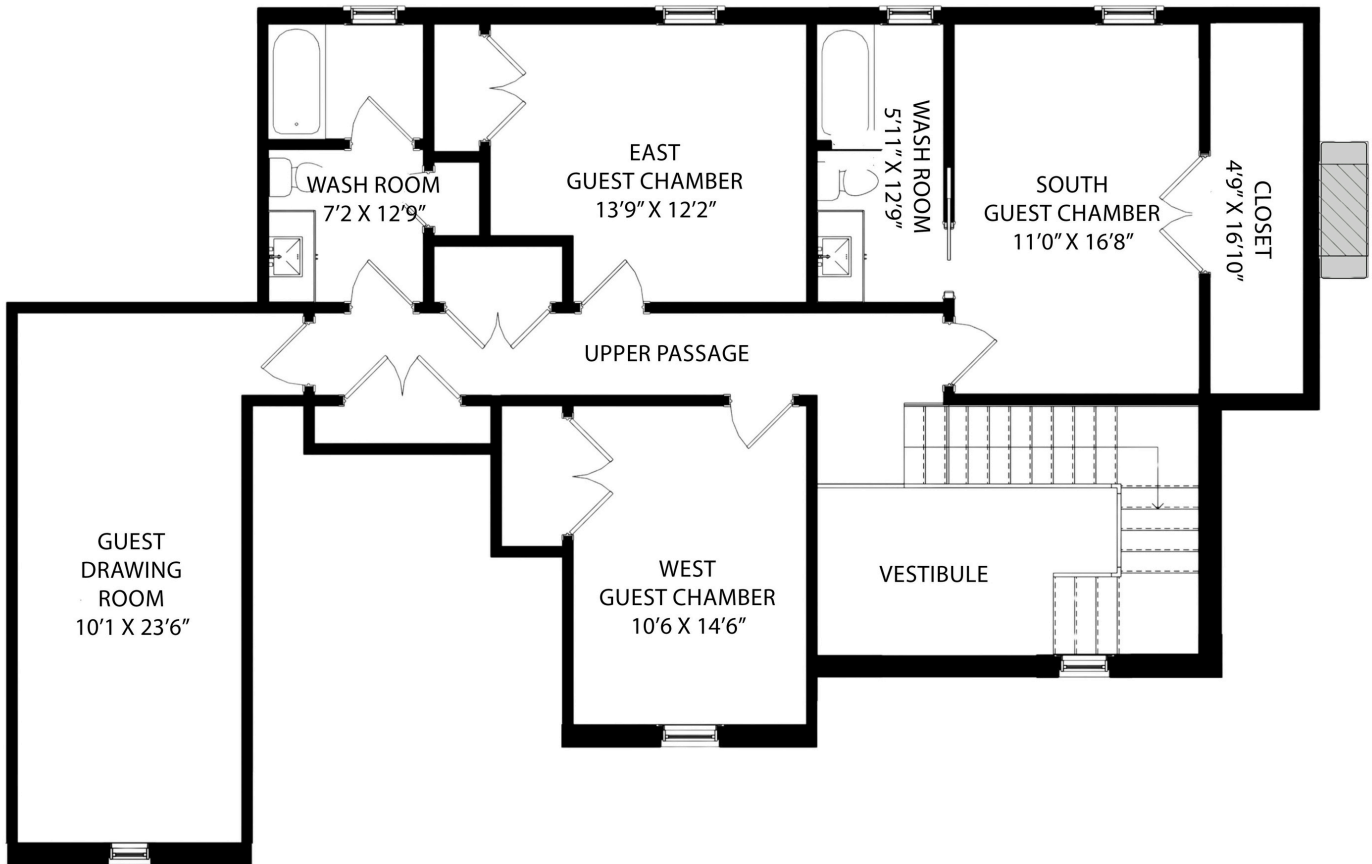 WASH ROOM
7'2 X 12'9"
EAST
GUEST CHAMBER
13'9" X 12'2"
WASH ROOM
5'11" X 12'9"
SOUTH
GUEST CHAMBER
11'0" X 16'8"
CLOSET
4'9" X 16'10"
UPPER PASSAGE
GUEST
DRAWING
ROOM
10'1 X 23'6"
WEST
GUEST CHAMBER
10'6 X 14'6"
VESTIBULE